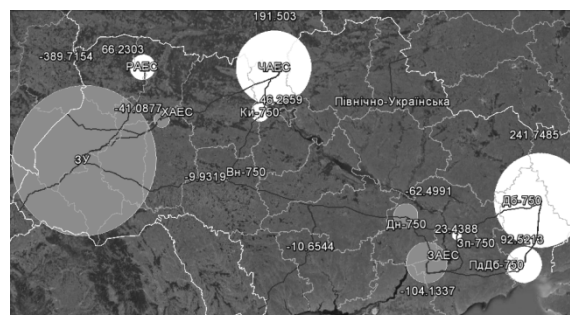 191.503
66.2303
-389.7154
РАЕС
ЧАЕС
46.2659
Північно-Українська
-41.0877
ХАЕС
Ки-750
241.7485
ЗУ
-9.9319
Вн-750
-62.4991
Дб-750
Дн-750
23.4388
Зп-750
92.5213
-10.6544
ЗАЕС
ПдДб-750
-104.1337